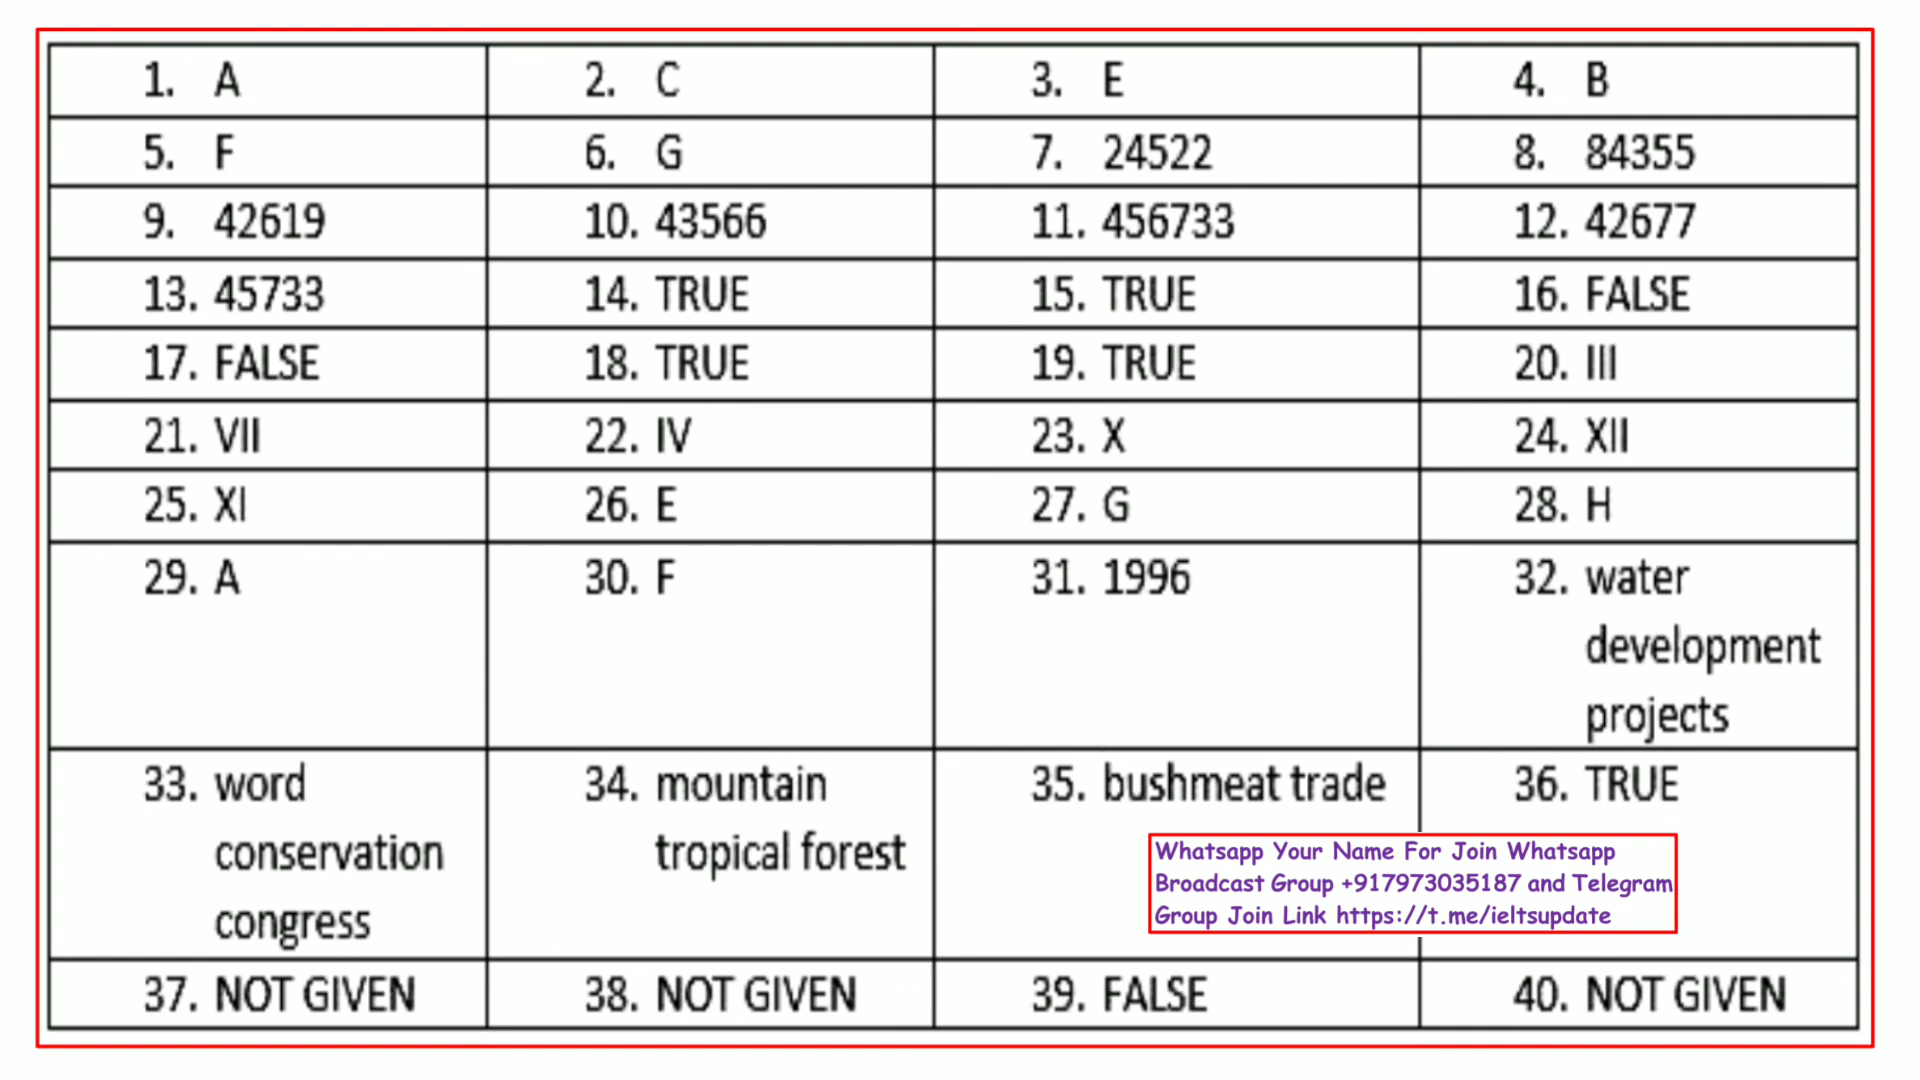 1. A 2. C 3. E 4. B
5. F 6. G 7. 24522 8. 84355
9. 42619 10. 43566 11. 456733 12. 42677
13. 45733 14. TRUE 15. TRUE 16. FALSE
17. FALSE 18. TRUE 19. TRUE 20. III
21. VII 22. IV 23. X 24. XII
25. XI 26. E 27. G 28. H
29. A 30. F 31. 1996 32. water
development
projects
33. word 34. mountain 35. bushmeat trade 36. TRUE
conservation tropical forest
congress
Whatsapp Your Name For Join Whatsapp
Broadcast Group +917973035187 and Telegram
Group Join Link https://t.me/ieltsupdate
37. NOT GIVEN 38. NOT GIVEN 39. FALSE 40. NOT GIVEN